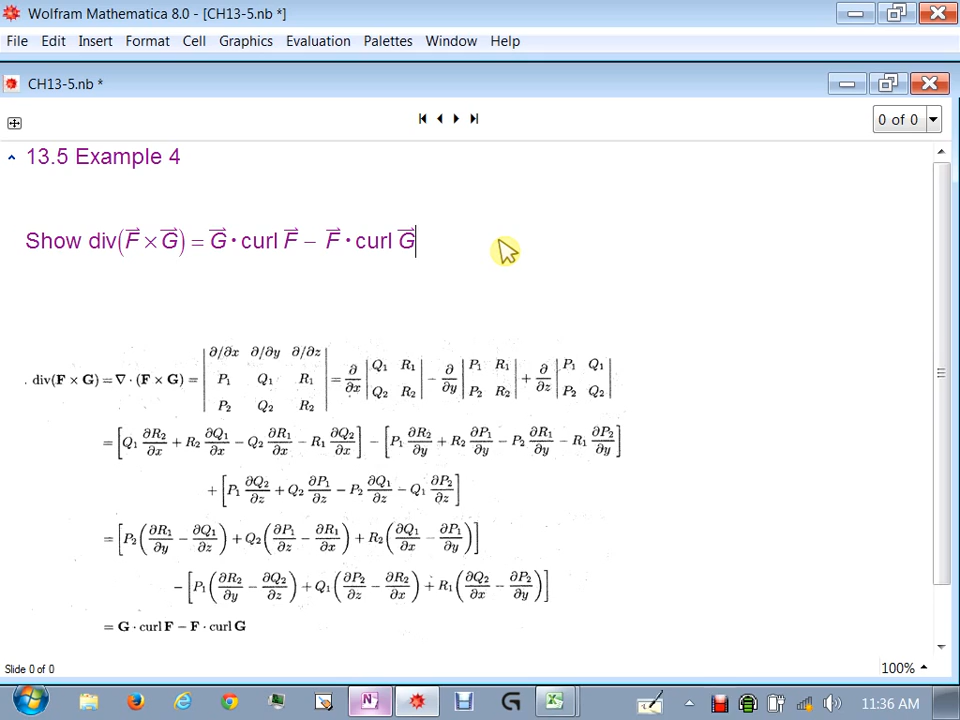 Wolfram Mathematica 8.0 - [CH13-5.nb *]
File Edit Insert Format Cell Graphics Evaluation Palettes Window Help
CH13-5.nb *
0 of 0
13.5 Example 4
Show div(F⃗ × G⃗) = G⃗ • curl F⃗ − F⃗ • curl G⃗
. div(F × G) = ∇ · (F × G) = | ∂/∂x ∂/∂y ∂/∂z ; P₁ Q₁ R₁ ; P₂ Q₂ R₂ | = ∂/∂x | Q₁ R₁ ; Q₂ R₂ | − ∂/∂y | P₁ R₁ ; P₂ R₂ | + ∂/∂z | P₁ Q₁ ; P₂ Q₂ |
= [Q₁ ∂R₂/∂x + R₂ ∂Q₁/∂x − Q₂ ∂R₁/∂x − R₁ ∂Q₂/∂x] − [P₁ ∂R₂/∂y + R₂ ∂P₁/∂y − P₂ ∂R₁/∂y − R₁ ∂P₂/∂y]
+ [P₁ ∂Q₂/∂z + Q₂ ∂P₁/∂z − P₂ ∂Q₁/∂z − Q₁ ∂P₂/∂z]
= [P₂ (∂R₁/∂y − ∂Q₁/∂z) + Q₂ (∂P₁/∂z − ∂R₁/∂x) + R₂ (∂Q₁/∂x − ∂P₁/∂y)]
− [P₁ (∂R₂/∂y − ∂Q₂/∂z) + Q₁ (∂P₂/∂z − ∂R₂/∂x) + R₁ (∂Q₂/∂x − ∂P₂/∂y)]
= G · curl F − F · curl G
Slide 0 of 0
100%
11:36 AM